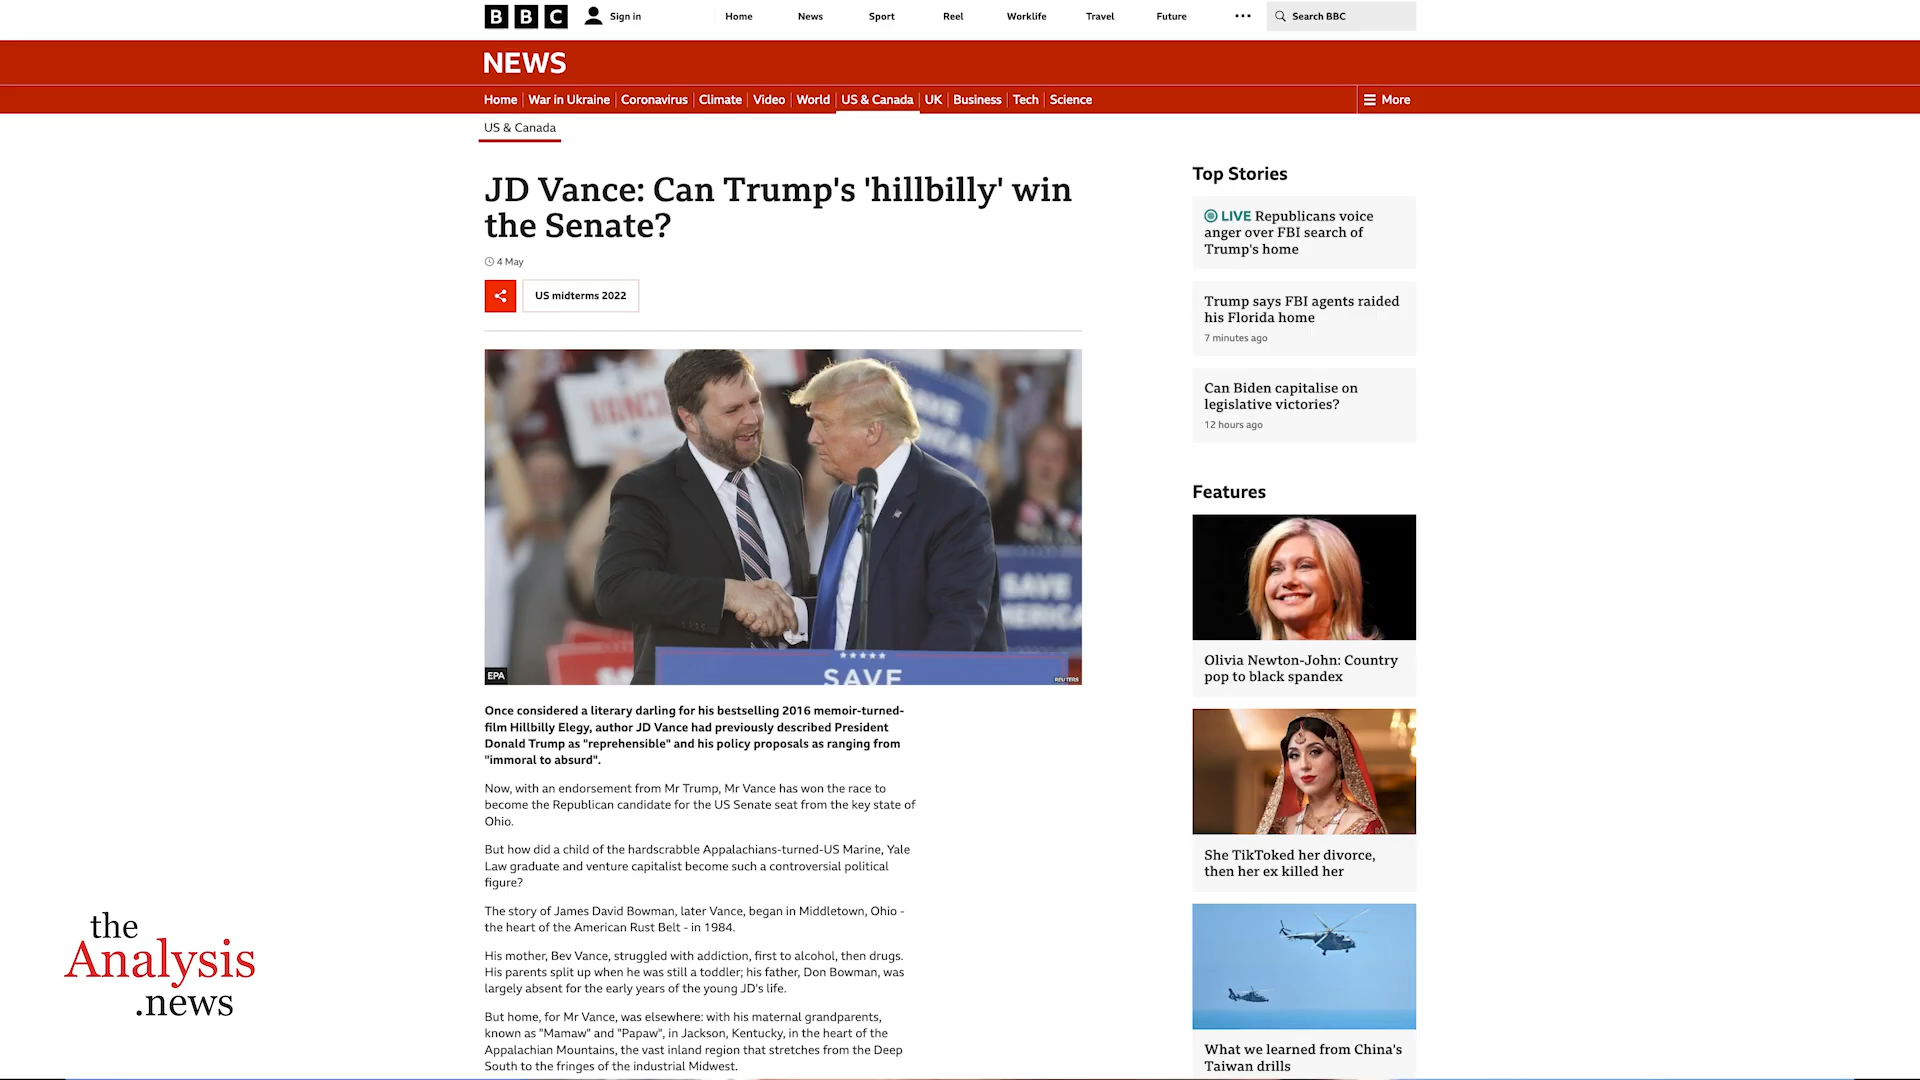 BBC
Sign in
Home
News
Sport
Reel
Worklife
Travel
Future
Search BBC
NEWS
Home
War in Ukraine
Coronavirus
Climate
Video
World
US & Canada
UK
Business
Tech
Science
More
US & Canada
JD Vance: Can Trump's 'hillbilly' win
the Senate?
4 May
US midterms 2022
SAVE
EPA
REUTERS
Once considered a literary darling for his bestselling 2016 memoir-turned-
film Hillbilly Elegy, author JD Vance had previously described President
Donald Trump as "reprehensible" and his policy proposals as ranging from
"immoral to absurd".
Now, with an endorsement from Mr Trump, Mr Vance has won the race to
become the Republican candidate for the US Senate seat from the key state of
Ohio.
But how did a child of the hardscrabble Appalachians-turned-US Marine, Yale
Law graduate and venture capitalist become such a controversial political
figure?
The story of James David Bowman, later Vance, began in Middletown, Ohio -
the heart of the American Rust Belt - in 1984.
His mother, Bev Vance, struggled with addiction, first to alcohol, then drugs.
His parents split up when he was still a toddler; his father, Don Bowman, was
largely absent for the early years of the young JD's life.
But home, for Mr Vance, was elsewhere: with his maternal grandparents,
known as "Mamaw" and "Papaw", in Jackson, Kentucky, in the heart of the
Appalachian Mountains, the vast inland region that stretches from the Deep
South to the fringes of the industrial Midwest.
Top Stories
LIVE Republicans voice
anger over FBI search of
Trump's home
Trump says FBI agents raided
his Florida home
7 minutes ago
Can Biden capitalise on
legislative victories?
12 hours ago
Features
Olivia Newton-John: Country
pop to black spandex
She TikToked her divorce,
then her ex killed her
What we learned from China's
Taiwan drills
the
Analysis
.news